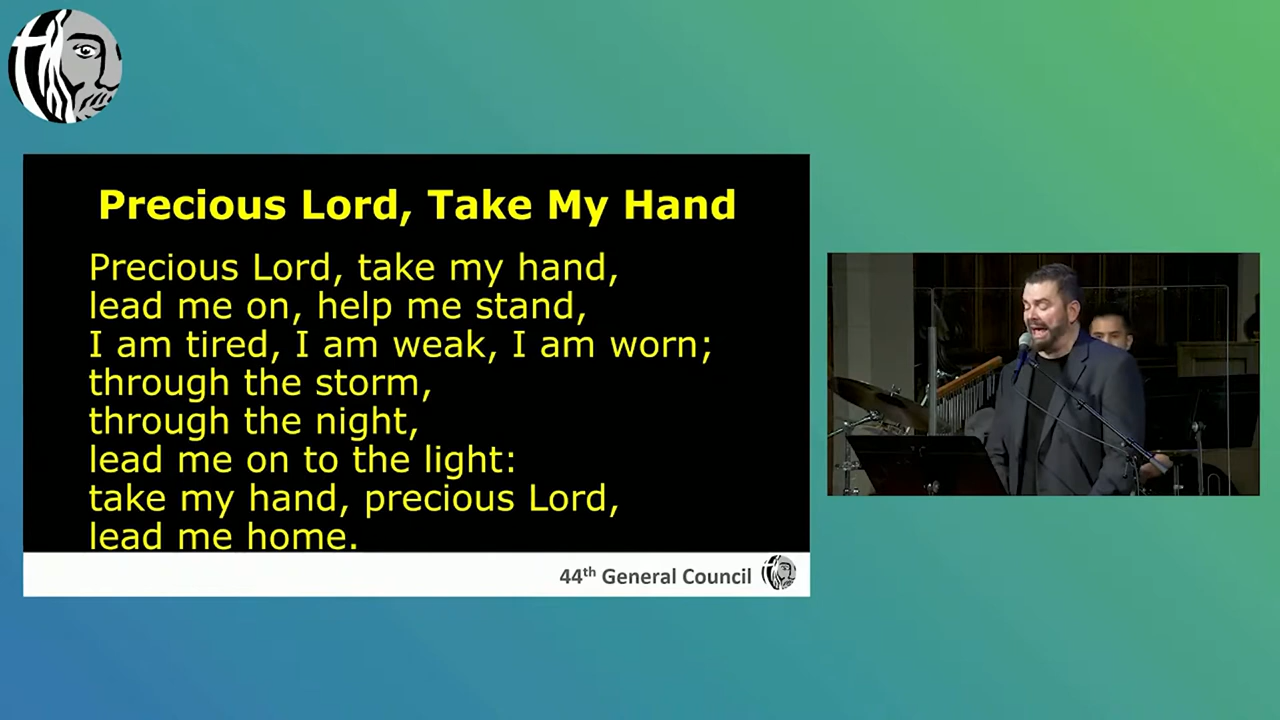 Precious Lord, Take My Hand
Precious Lord, take my hand,
lead me on, help me stand,
I am tired, I am weak, I am worn;
through the storm,
through the night,
lead me on to the light:
take my hand, precious Lord,
lead me home.
44th General Council